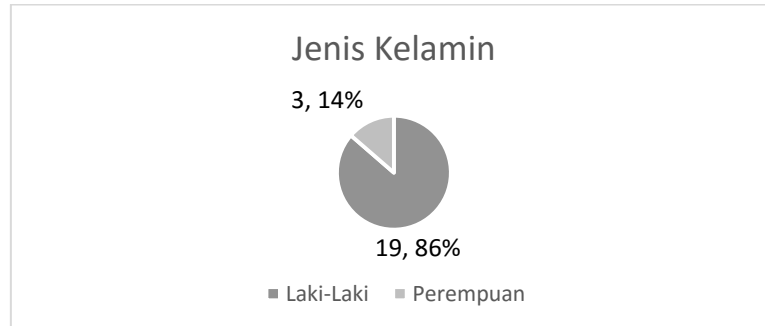 Jenis Kelamin
3, 14%
19, 86%
Laki-Laki Perempuan